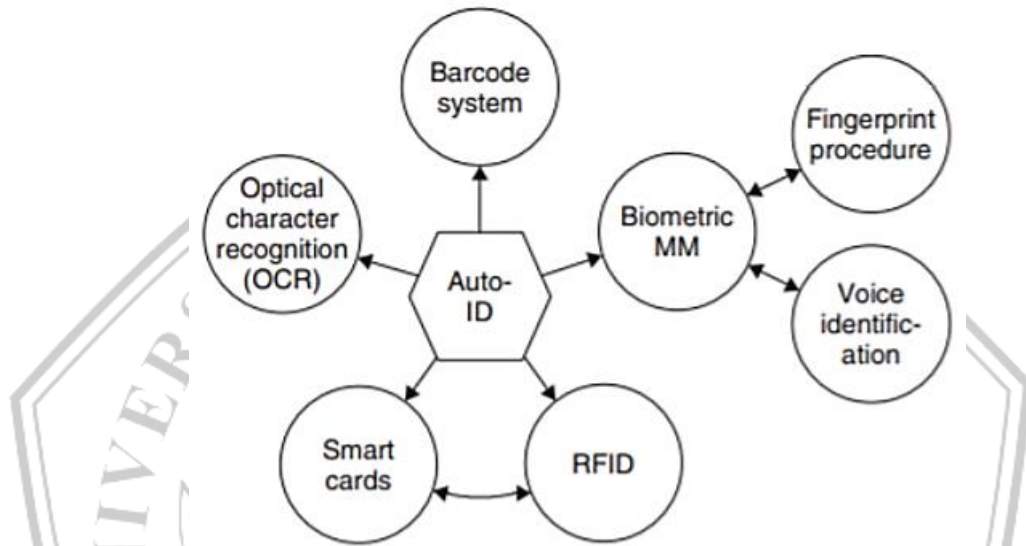 Barcode
system
Fingerprint
procedure
Optical
character
recognition
(OCR)
Biometric
MM
Auto-
ID
Voice
identific-
ation
Smart
cards
RFID